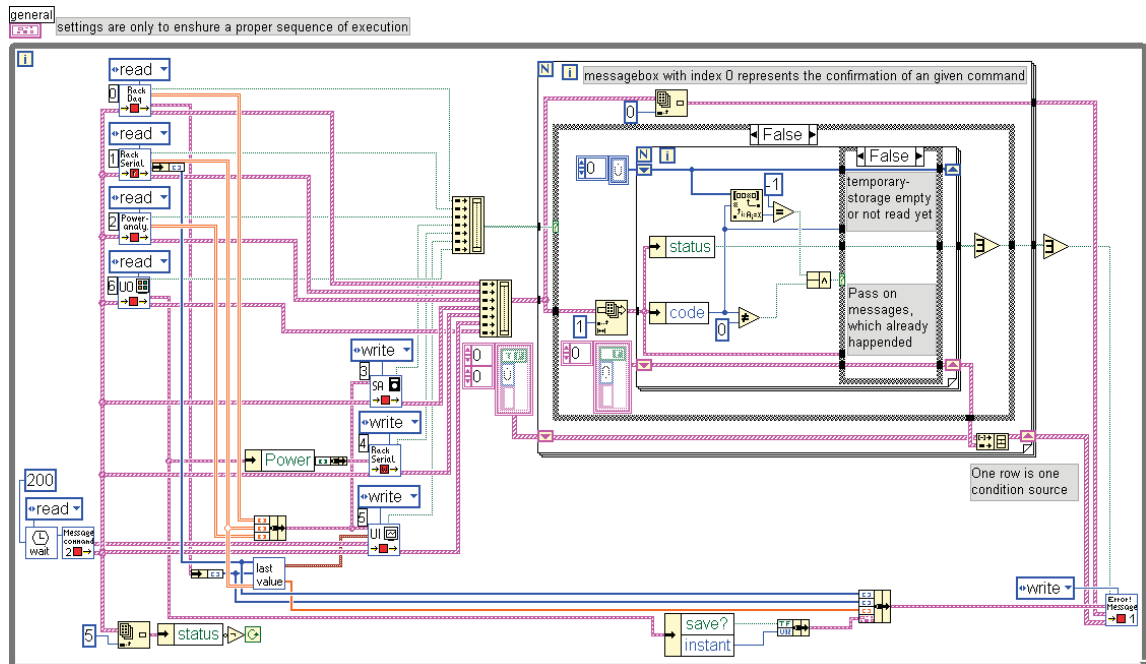 general
settings are only to enshure a proper sequence of execution
i
read
0
Rack
Daq
read
1
Rack
Serial
read
2
Power-
analy.
read
6
UO
write
3
SA
write
4
Rack
Serial
W
Power
write
5
UI
200
read
wait
Message
command
2
last
value
5
status
save?
instant
TF
write
Error!
Message
1
N
i
messagebox with index 0 represents the confirmation of an given command
0
False
0
N
i
False
-1
=
temporary-
storage empty
or not read yet
status
code
1
0
≠
Pass on
messages,
which already
happended
0
0
0
TF
One row is one
condition source